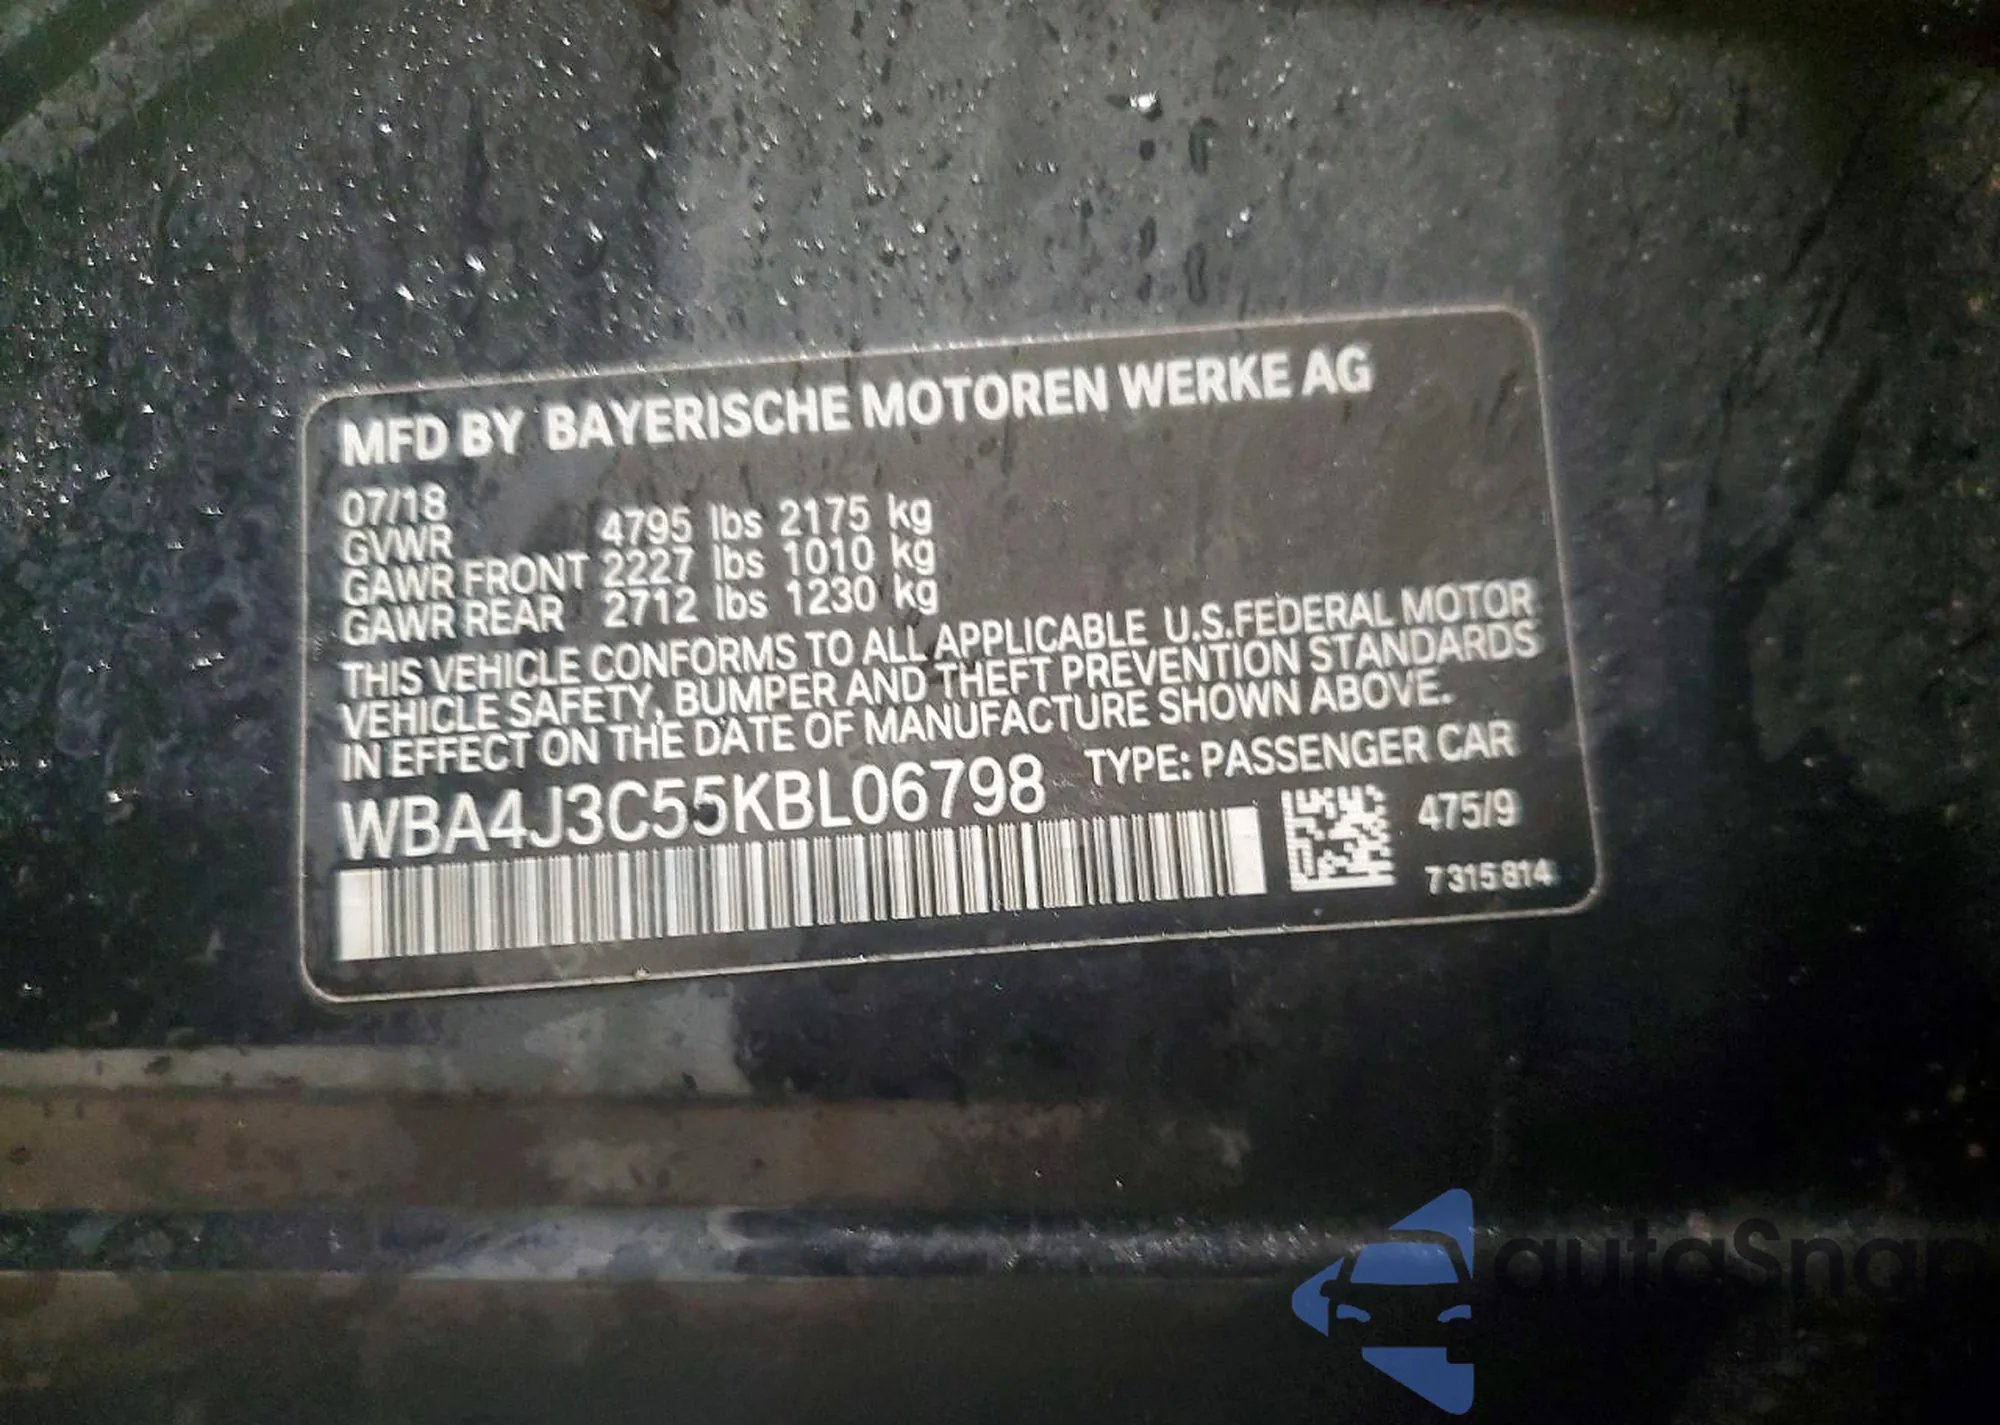 MFD BY BAYERISCHE MOTOREN WERKE AG
07/18
GVWR 4795 lbs 2175 kg
GAWR FRONT 2227 lbs 1010 kg
GAWR REAR 2712 lbs 1230 kg
THIS VEHICLE CONFORMS TO ALL APPLICABLE U.S.FEDERAL MOTOR
VEHICLE SAFETY, BUMPER AND THEFT PREVENTION STANDARDS
IN EFFECT ON THE DATE OF MANUFACTURE SHOWN ABOVE.
WBA4J3C55KBL06798 TYPE: PASSENGER CAR
475/9
7 315 814
autaSnap